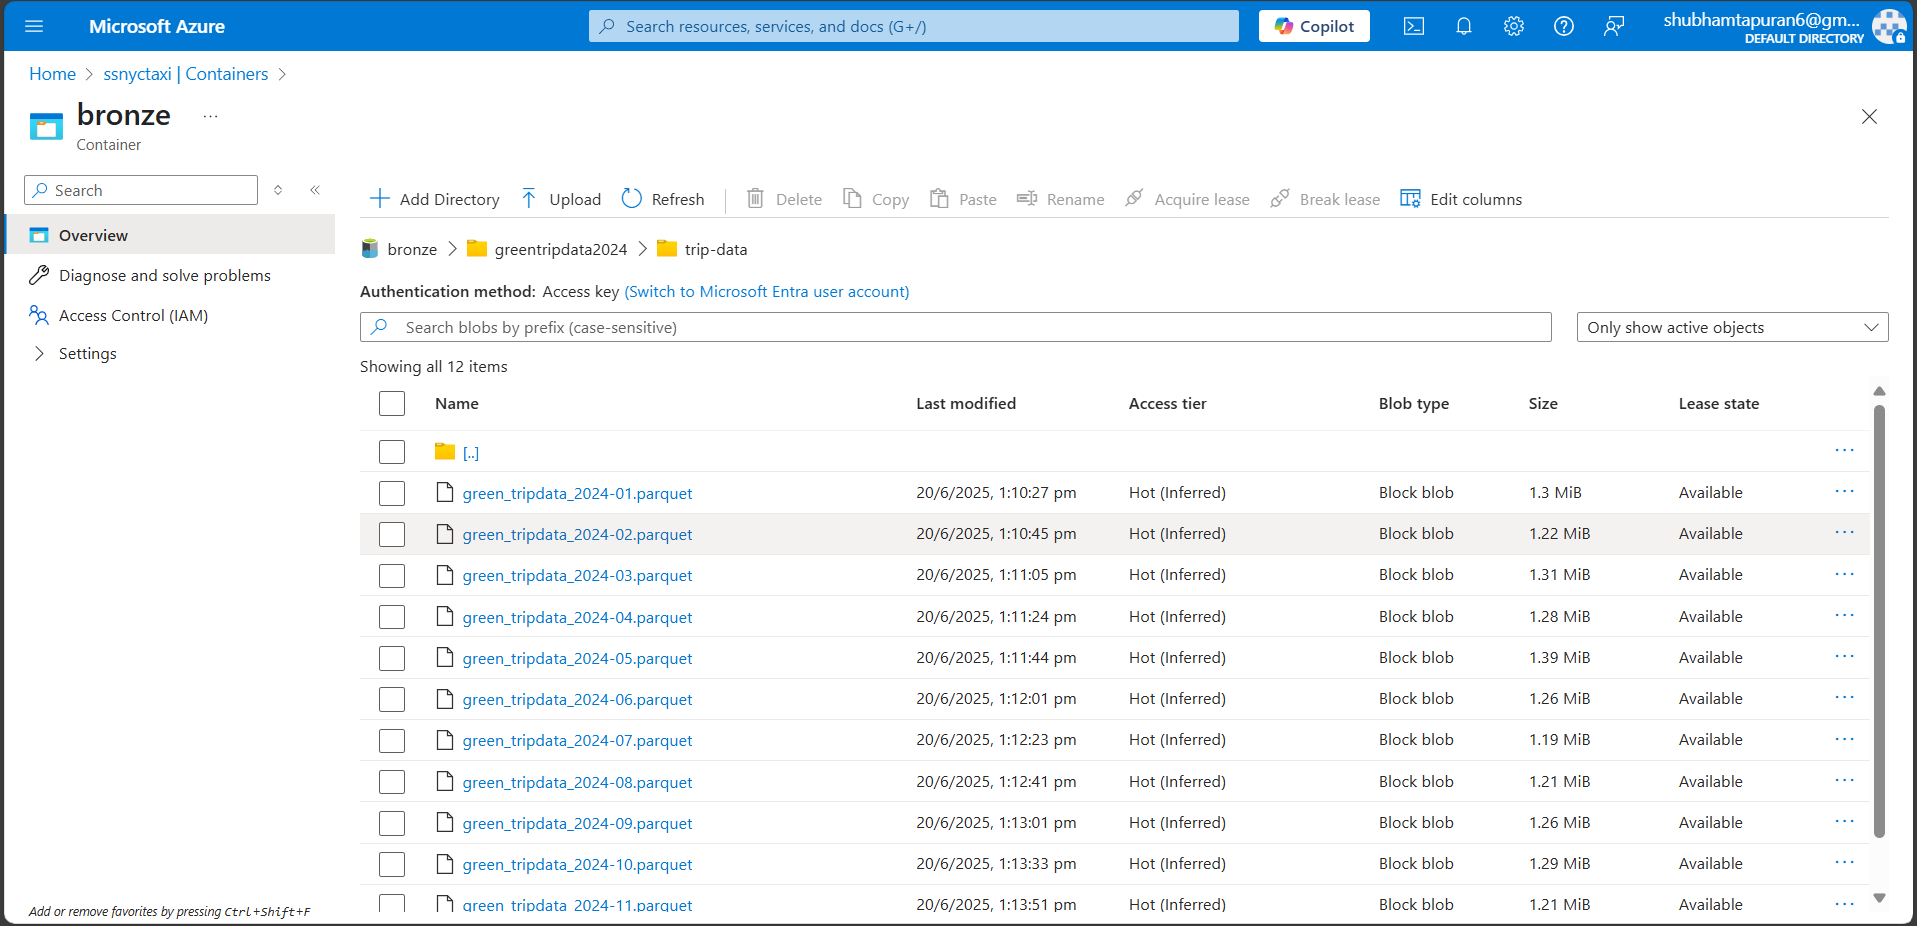 Microsoft Azure
Search resources, services, and docs (G+/)
Copilot
shubhamtapuran6@gm...
DEFAULT DIRECTORY
Home > ssnyctaxi | Containers >
bronze ...
Container
Search
Overview
Diagnose and solve problems
Access Control (IAM)
Settings
Add or remove favorites by pressing Ctrl+Shift+F
Add Directory Upload Refresh Delete Copy Paste Rename Acquire lease Break lease Edit columns
bronze > greentripdata2024 > trip-data
Authentication method: Access key (Switch to Microsoft Entra user account)
Search blobs by prefix (case-sensitive)
Only show active objects
Showing all 12 items
Name Last modified Access tier Blob type Size Lease state
[..] ...
green_tripdata_2024-01.parquet 20/6/2025, 1:10:27 pm Hot (Inferred) Block blob 1.3 MiB Available ...
green_tripdata_2024-02.parquet 20/6/2025, 1:10:45 pm Hot (Inferred) Block blob 1.22 MiB Available ...
green_tripdata_2024-03.parquet 20/6/2025, 1:11:05 pm Hot (Inferred) Block blob 1.31 MiB Available ...
green_tripdata_2024-04.parquet 20/6/2025, 1:11:24 pm Hot (Inferred) Block blob 1.28 MiB Available ...
green_tripdata_2024-05.parquet 20/6/2025, 1:11:44 pm Hot (Inferred) Block blob 1.39 MiB Available ...
green_tripdata_2024-06.parquet 20/6/2025, 1:12:01 pm Hot (Inferred) Block blob 1.26 MiB Available ...
green_tripdata_2024-07.parquet 20/6/2025, 1:12:23 pm Hot (Inferred) Block blob 1.19 MiB Available ...
green_tripdata_2024-08.parquet 20/6/2025, 1:12:41 pm Hot (Inferred) Block blob 1.21 MiB Available ...
green_tripdata_2024-09.parquet 20/6/2025, 1:13:01 pm Hot (Inferred) Block blob 1.26 MiB Available ...
green_tripdata_2024-10.parquet 20/6/2025, 1:13:33 pm Hot (Inferred) Block blob 1.29 MiB Available ...
green_tripdata_2024-11.parquet 20/6/2025, 1:13:51 pm Hot (Inferred) Block blob 1.21 MiB Available ...